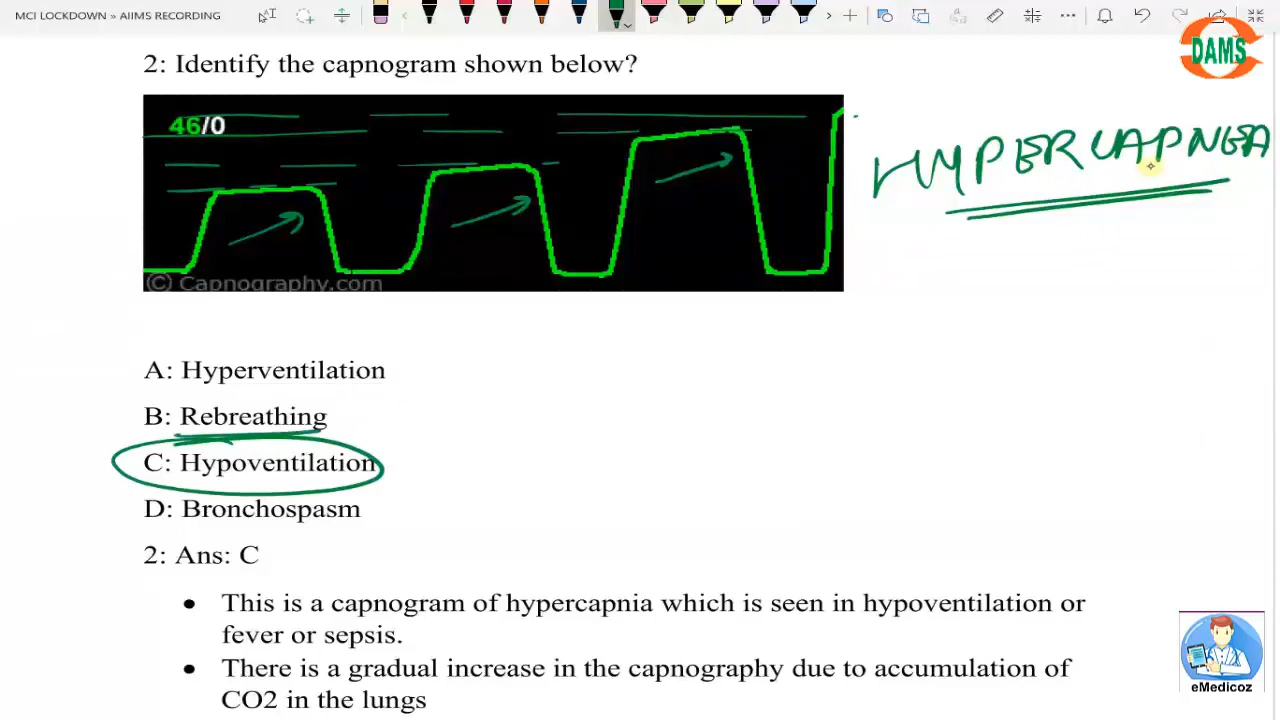 MCI LOCKDOWN » AIIMS RECORDING
DAMS
2: Identify the capnogram shown below?
46/0
HYPERCAPNEA
© Capnography.com
A: Hyperventilation
B: Rebreathing
C: Hypoventilation
D: Bronchospasm
2: Ans: C
• This is a capnogram of hypercapnia which is seen in hypoventilation or
fever or sepsis.
• There is a gradual increase in the capnography due to accumulation of
CO2 in the lungs
eMedicoz